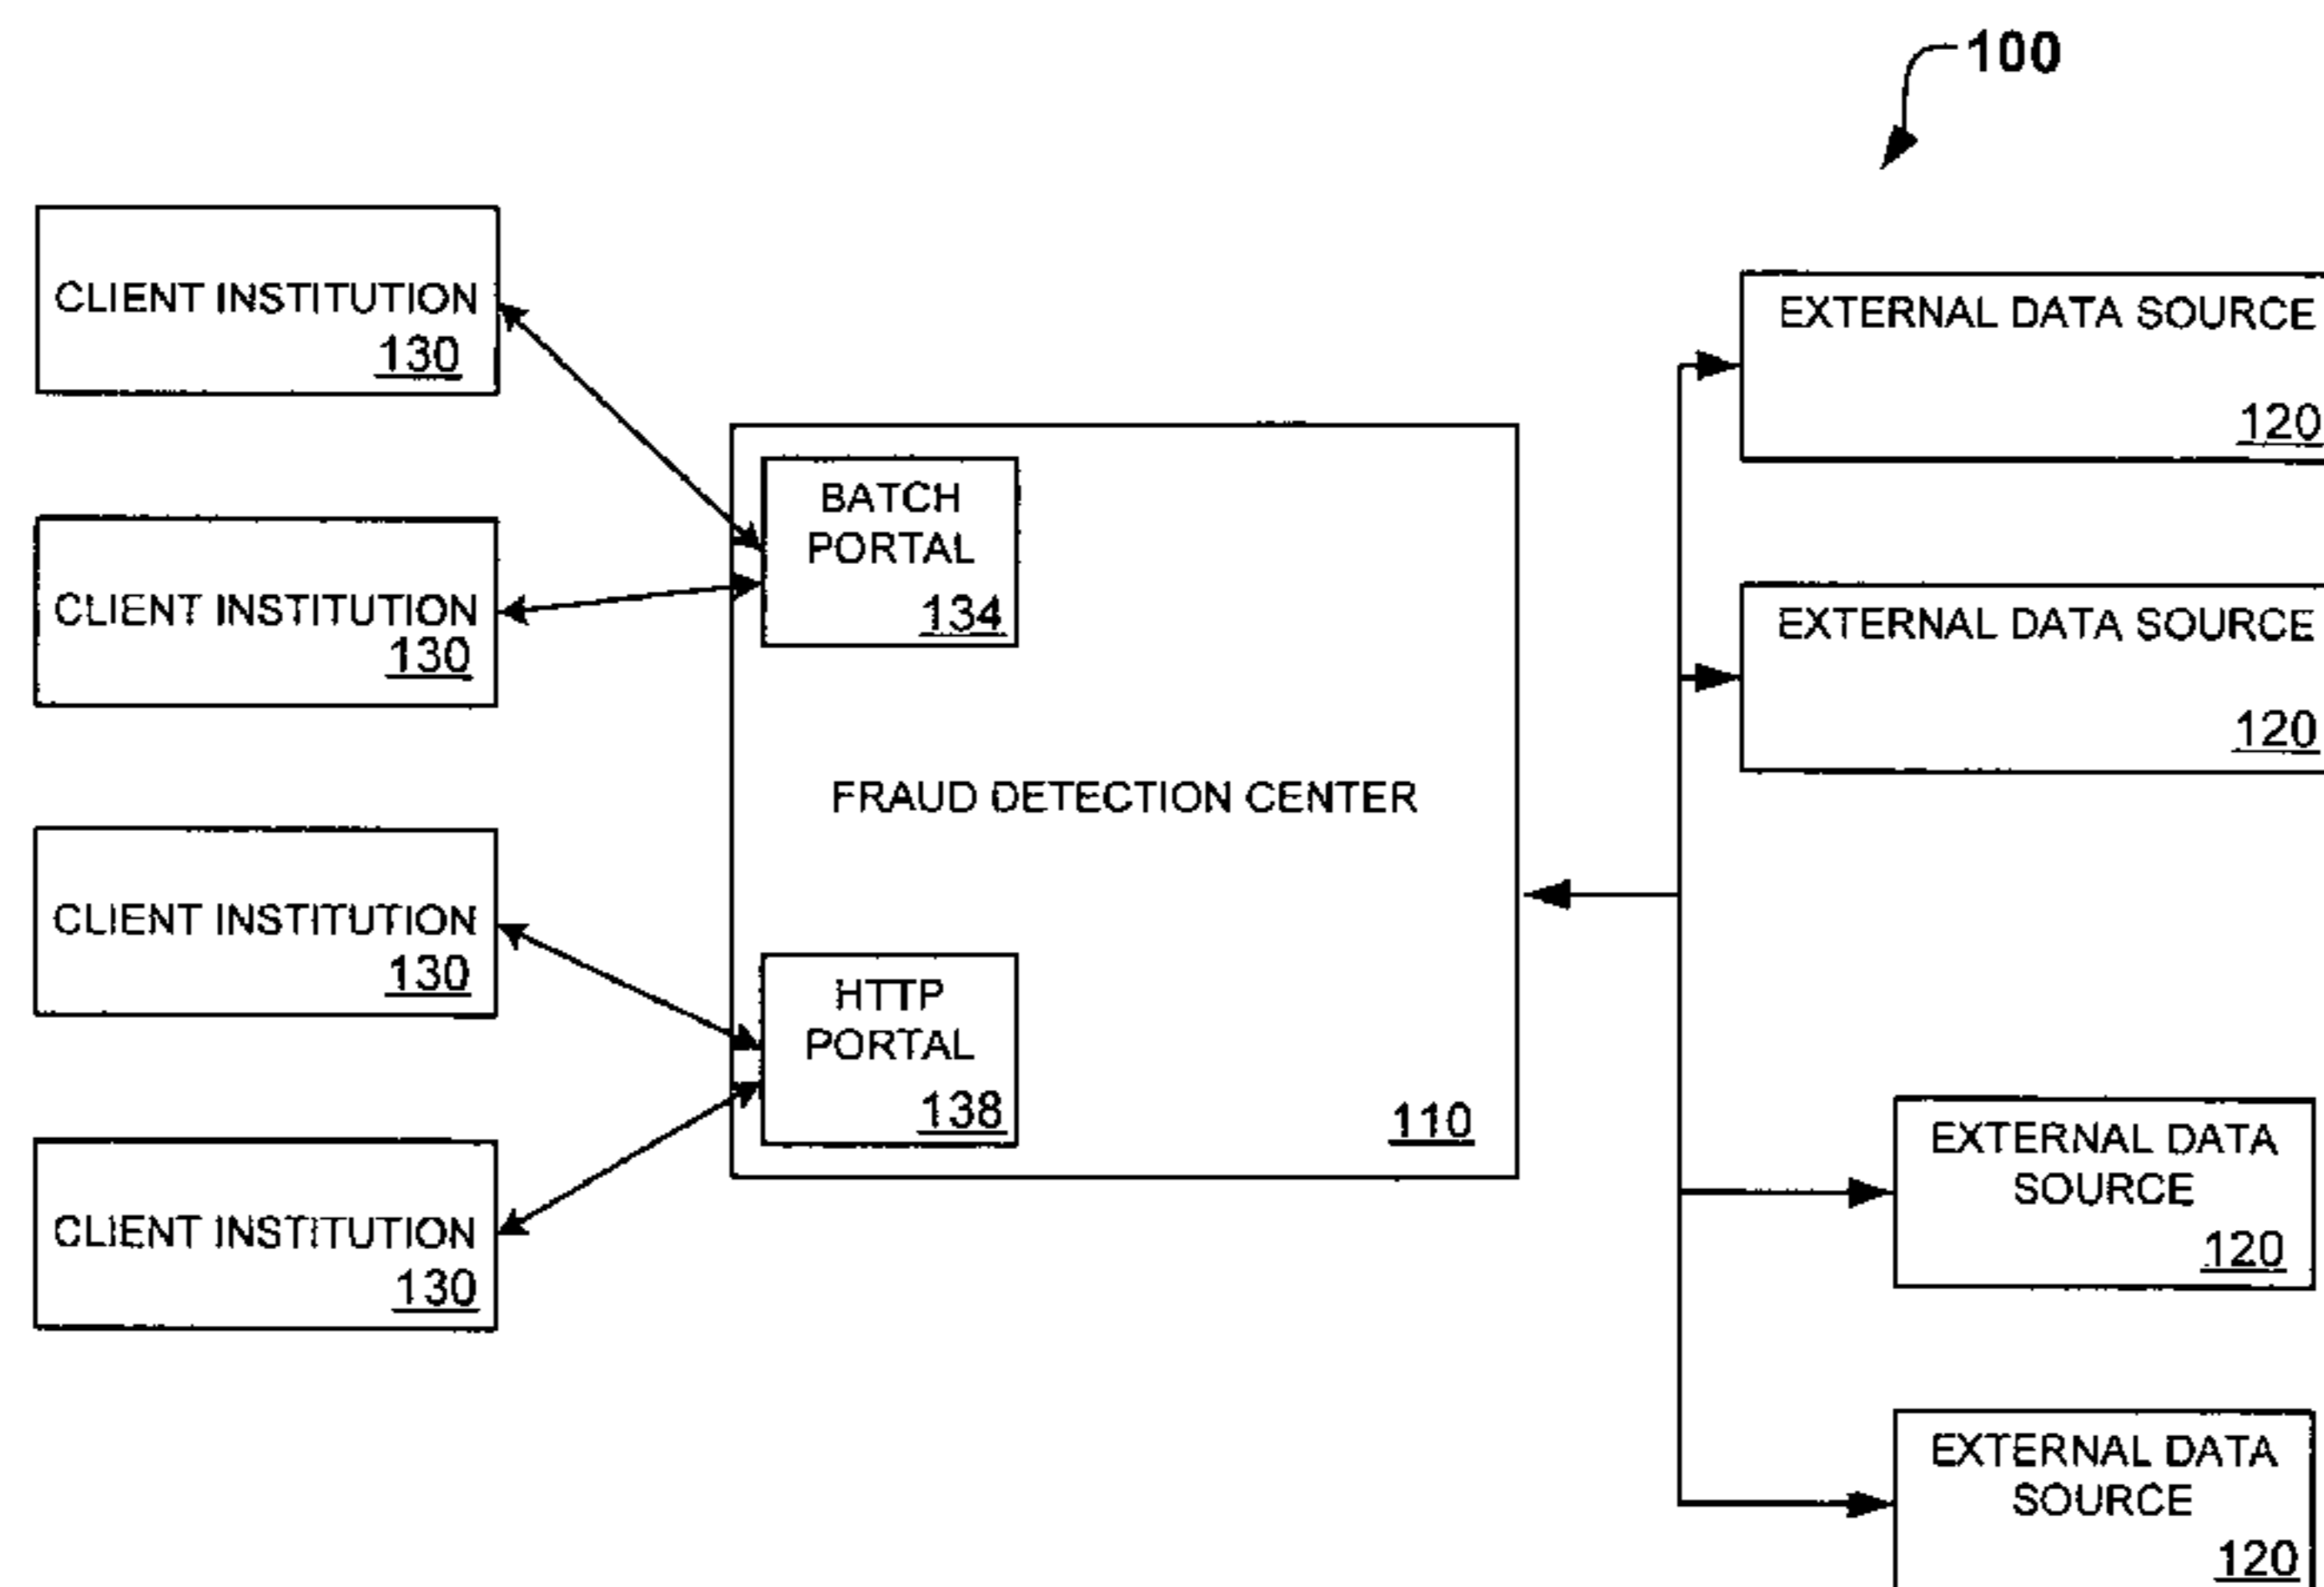 100
CLIENT INSTITUTION
130
CLIENT INSTITUTION
130
CLIENT INSTITUTION
130
CLIENT INSTITUTION
130
BATCH
PORTAL
134
FRAUD DETECTION CENTER
HTTP
PORTAL
138
110
EXTERNAL DATA SOURCE
120
EXTERNAL DATA SOURCE
120
EXTERNAL DATA
SOURCE
120
EXTERNAL DATA
SOURCE
120